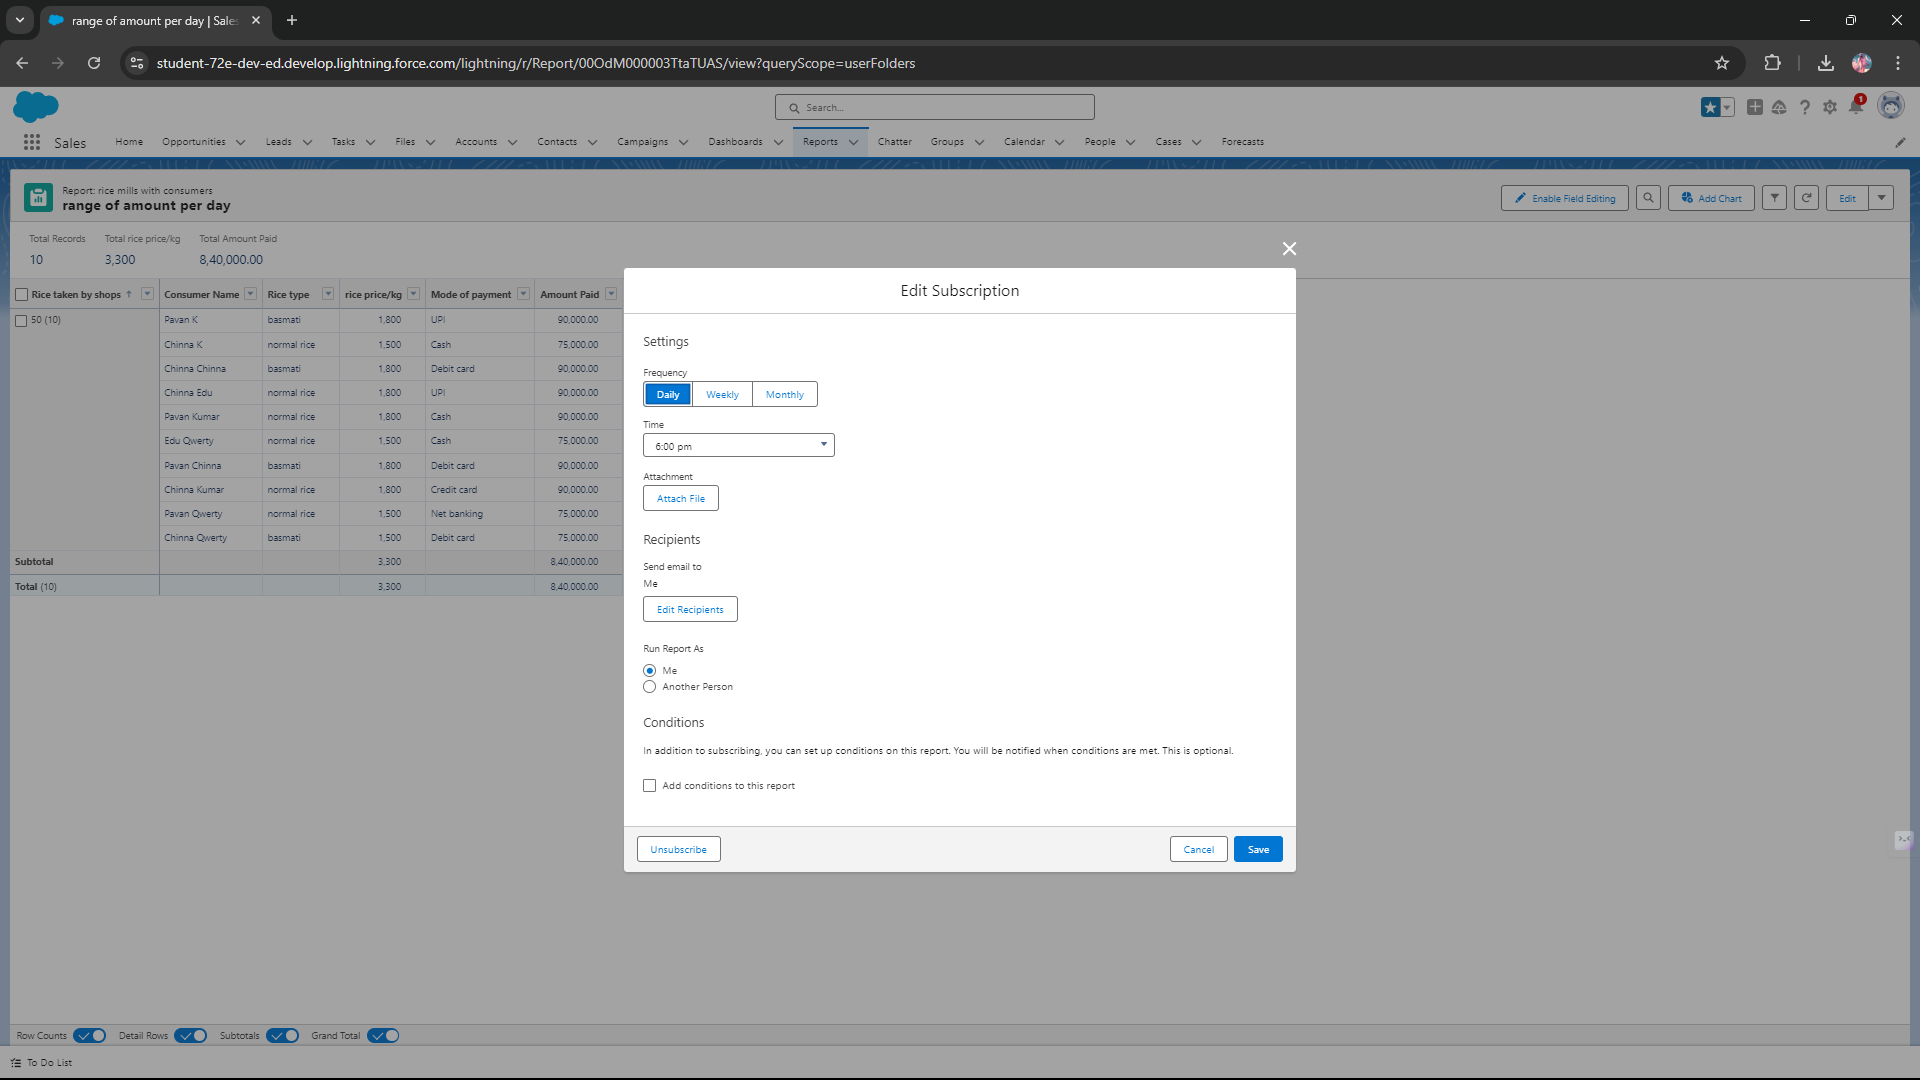 range of amount per day | Sales
student-72e-dev-ed.develop.lightning.force.com/lightning/r/Report/00OdM000003TtaTUAS/view?queryScope=userFolders
Search...
1
Sales Home Opportunities Leads Tasks Files Accounts Contacts Campaigns Dashboards Reports Chatter Groups Calendar People Cases Forecasts
Report: rice mills with consumers
range of amount per day
Enable Field Editing Add Chart Edit
Total Records Total rice price/kg Total Amount Paid
10 3,300 8,40,000.00
Rice taken by shops ↑ Consumer Name Rice type rice price/kg Mode of payment Amount Paid
50 (10) Pavan K basmati 1,800 UPI 90,000.00
Chinna K normal rice 1,500 Cash 75,000.00
Chinna Chinna basmati 1,800 Debit card 90,000.00
Chinna Edu normal rice 1,800 UPI 90,000.00
Pavan Kumar normal rice 1,800 Cash 90,000.00
Edu Qwerty normal rice 1,500 Cash 75,000.00
Pavan Chinna basmati 1,800 Debit card 90,000.00
Chinna Kumar normal rice 1,800 Credit card 90,000.00
Pavan Qwerty normal rice 1,500 Net banking 75,000.00
Chinna Qwerty basmati 1,500 Debit card 75,000.00
Subtotal 3,300 8,40,000.00
Total (10) 3,300 8,40,000.00
Edit Subscription
Settings
Frequency
Daily Weekly Monthly
Time
6:00 pm
Attachment
Attach File
Recipients
Send email to
Me
Edit Recipients
Run Report As
Me
Another Person
Conditions
In addition to subscribing, you can set up conditions on this report. You will be notified when conditions are met. This is optional.
Add conditions to this report
Unsubscribe Cancel Save
Row Counts Detail Rows Subtotals Grand Total
To Do List